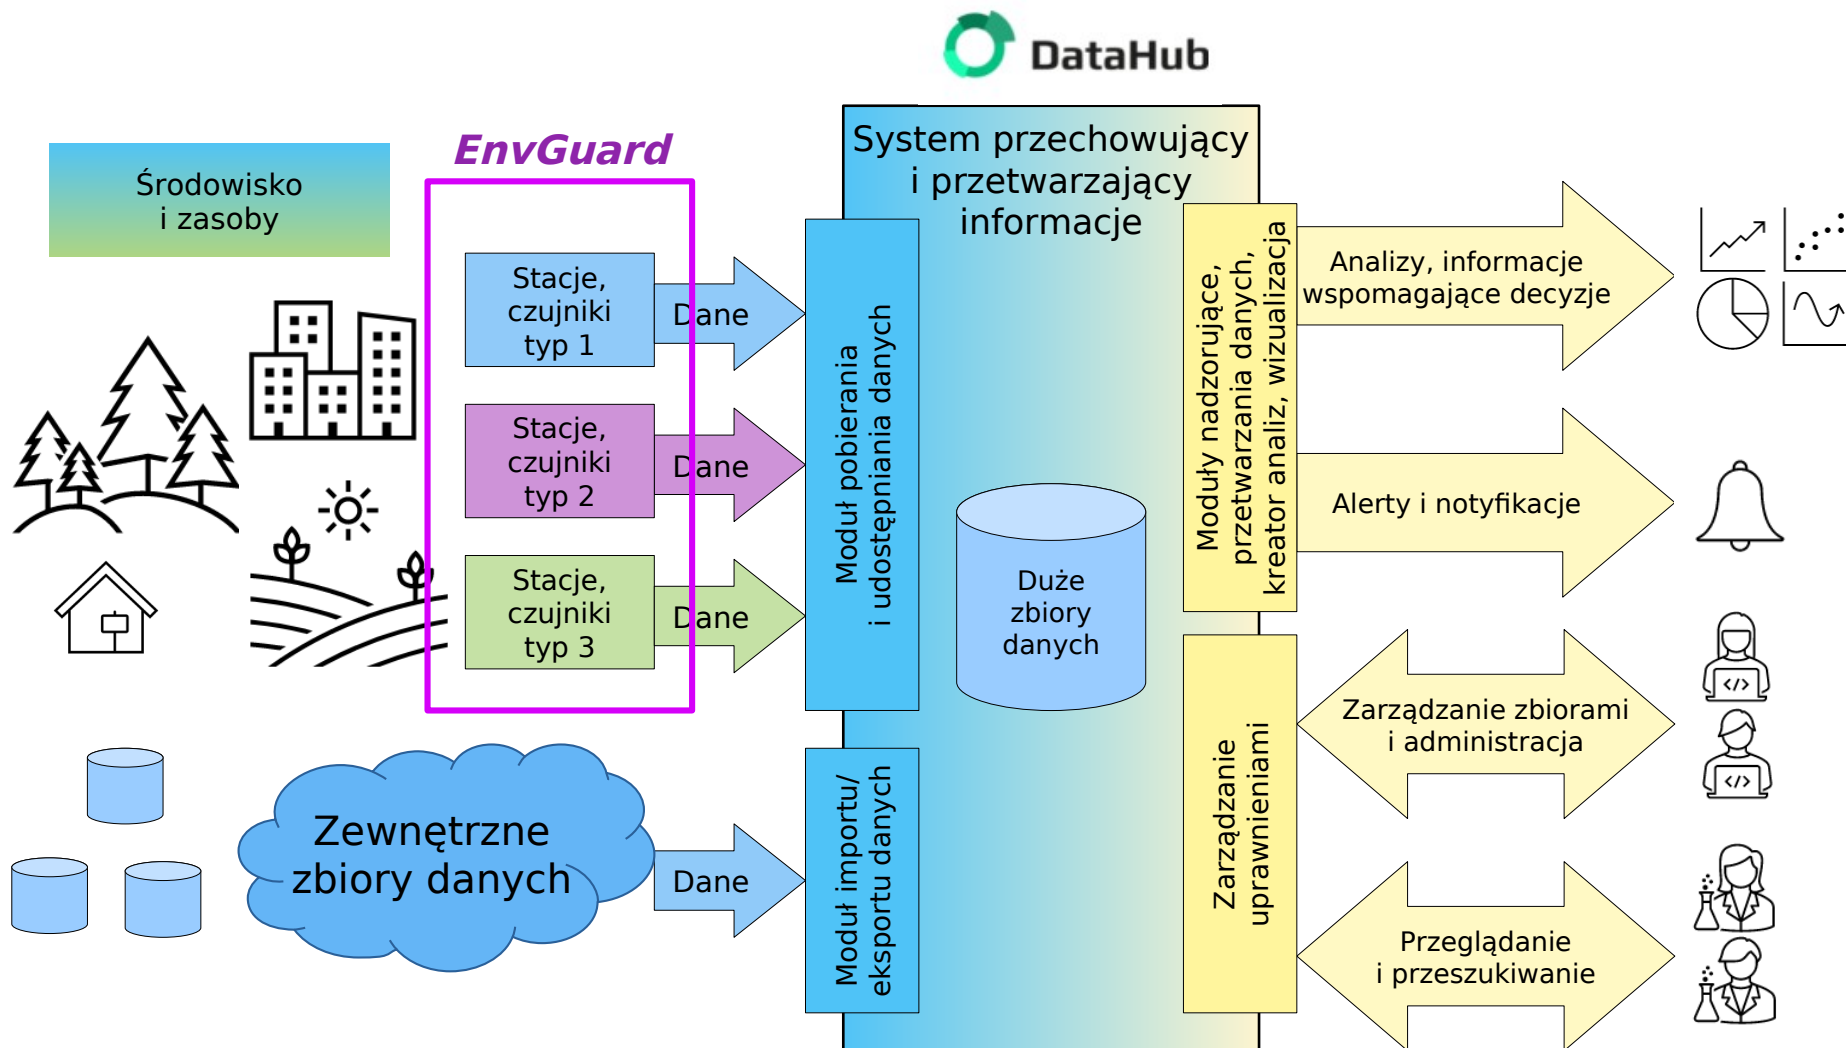 DataHub
Środowisko
i zasoby
EnvGuard
Stacje,
czujniki
typ 1
Dane
Stacje,
czujniki
typ 2
Dane
Stacje,
czujniki
typ 3
Dane
Zewnętrzne
zbiory danych
Dane
System przechowujący
i przetwarzający
informacje
Moduł pobierania
i udostępniania danych
Moduł importu/
eksportu danych
Duże
zbiory
danych
Moduły nadzorujące,
przetwarzania danych,
kreator analiz, wizualizacja
Zarządzanie
uprawnieniami
Analizy, informacje
wspomagające decyzje
Alerty i notyfikacje
Zarządzanie zbiorami
i administracja
</>
</>
Przeglądanie
i przeszukiwanie